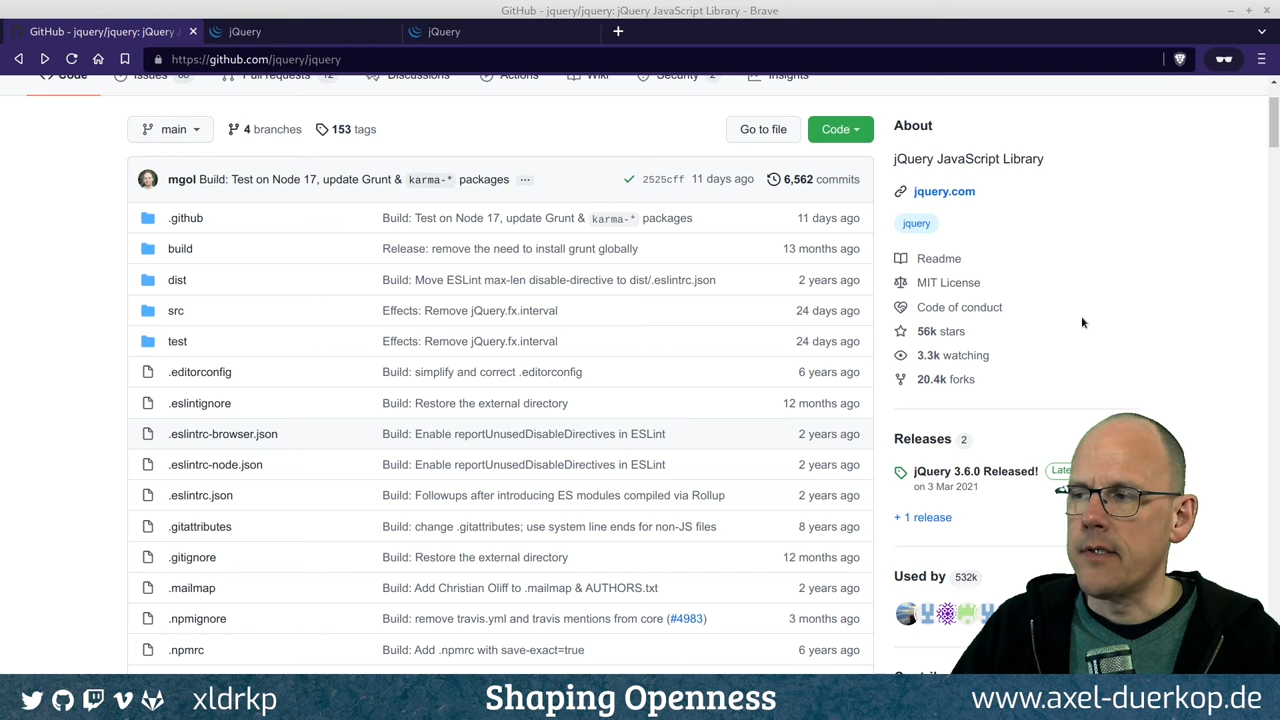 GitHub - jquery/jquery: jQuery JavaScript Library - Brave
GitHub - jquery/jquery: jQuery J
jQuery
jQuery
https://github.com/jquery/jquery
Code
Issues 68
Pull requests 12
Discussions
Actions
Wiki
Security 2
Insights
main
4 branches
153 tags
Go to file
Code
mgol Build: Test on Node 17, update Grunt & karma-* packages ...
2525cff 11 days ago
6,562 commits
.github Build: Test on Node 17, update Grunt & karma-* packages 11 days ago
build Release: remove the need to install grunt globally 13 months ago
dist Build: Move ESLint max-len disable-directive to dist/.eslintrc.json 2 years ago
src Effects: Remove jQuery.fx.interval 24 days ago
test Effects: Remove jQuery.fx.interval 24 days ago
.editorconfig Build: simplify and correct .editorconfig 6 years ago
.eslintignore Build: Restore the external directory 12 months ago
.eslintrc-browser.json Build: Enable reportUnusedDisableDirectives in ESLint 2 years ago
.eslintrc-node.json Build: Enable reportUnusedDisableDirectives in ESLint 2 years ago
.eslintrc.json Build: Followups after introducing ES modules compiled via Rollup 2 years ago
.gitattributes Build: change .gitattributes; use system line ends for non-JS files 8 years ago
.gitignore Build: Restore the external directory 12 months ago
.mailmap Build: Add Christian Oliff to .mailmap & AUTHORS.txt 2 years ago
.npmignore Build: remove travis.yml and travis mentions from core (#4983) 3 months ago
.npmrc Build: Add .npmrc with save-exact=true 6 years ago
About
jQuery JavaScript Library
jquery.com
jquery
Readme
MIT License
Code of conduct
56k stars
3.3k watching
20.4k forks
Releases 2
jQuery 3.6.0 Released! Late
on 3 Mar 2021
+ 1 release
Used by 532k
xldrkp
Shaping Openness
www.axel-duerkop.de